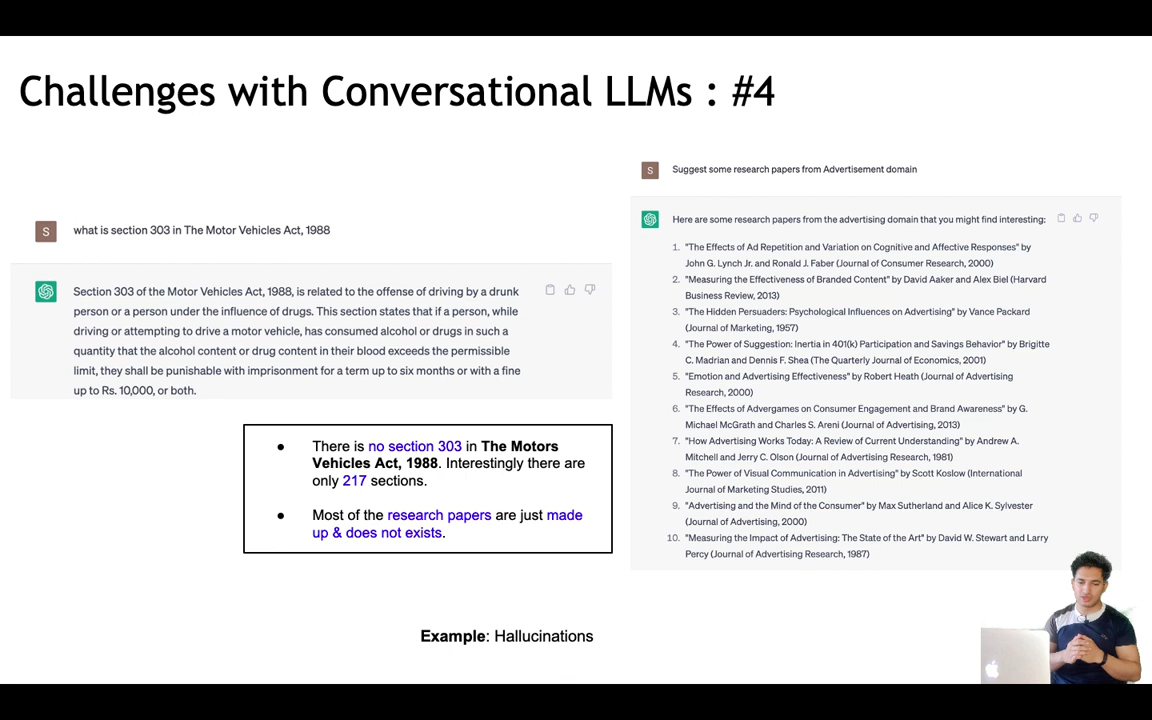 Challenges with Conversational LLMs : #4
S
what is section 303 in The Motor Vehicles Act, 1988
Section 303 of the Motor Vehicles Act, 1988, is related to the offense of driving by a drunk
person or a person under the influence of drugs. This section states that if a person, while
driving or attempting to drive a motor vehicle, has consumed alcohol or drugs in such a
quantity that the alcohol content or drug content in their blood exceeds the permissible
limit, they shall be punishable with imprisonment for a term up to six months or with a fine
up to Rs. 10,000, or both.
● There is no section 303 in The Motors
Vehicles Act, 1988. Interestingly there are
only 217 sections.
● Most of the research papers are just made
up & does not exists.
S
Suggest some research papers from Advertisement domain
Here are some research papers from the advertising domain that you might find interesting:
1. "The Effects of Ad Repetition and Variation on Cognitive and Affective Responses" by
John G. Lynch Jr. and Ronald J. Faber (Journal of Consumer Research, 2000)
2. "Measuring the Effectiveness of Branded Content" by David Aaker and Alex Biel (Harvard
Business Review, 2013)
3. "The Hidden Persuaders: Psychological Influences on Advertising" by Vance Packard
(Journal of Marketing, 1957)
4. "The Power of Suggestion: Inertia in 401(k) Participation and Savings Behavior" by Brigitte
C. Madrian and Dennis F. Shea (The Quarterly Journal of Economics, 2001)
5. "Emotion and Advertising Effectiveness" by Robert Heath (Journal of Advertising
Research, 2000)
6. "The Effects of Advergames on Consumer Engagement and Brand Awareness" by G.
Michael McGrath and Charles S. Areni (Journal of Advertising, 2013)
7. "How Advertising Works Today: A Review of Current Understanding" by Andrew A.
Mitchell and Jerry C. Olson (Journal of Advertising Research, 1981)
8. "The Power of Visual Communication in Advertising" by Scott Koslow (International
Journal of Marketing Studies, 2011)
9. "Advertising and the Mind of the Consumer" by Max Sutherland and Alice K. Sylvester
(Journal of Advertising, 2000)
10. "Measuring the Impact of Advertising: The State of the Art" by David W. Stewart and Larry
Percy (Journal of Advertising Research, 1987)
Example: Hallucinations